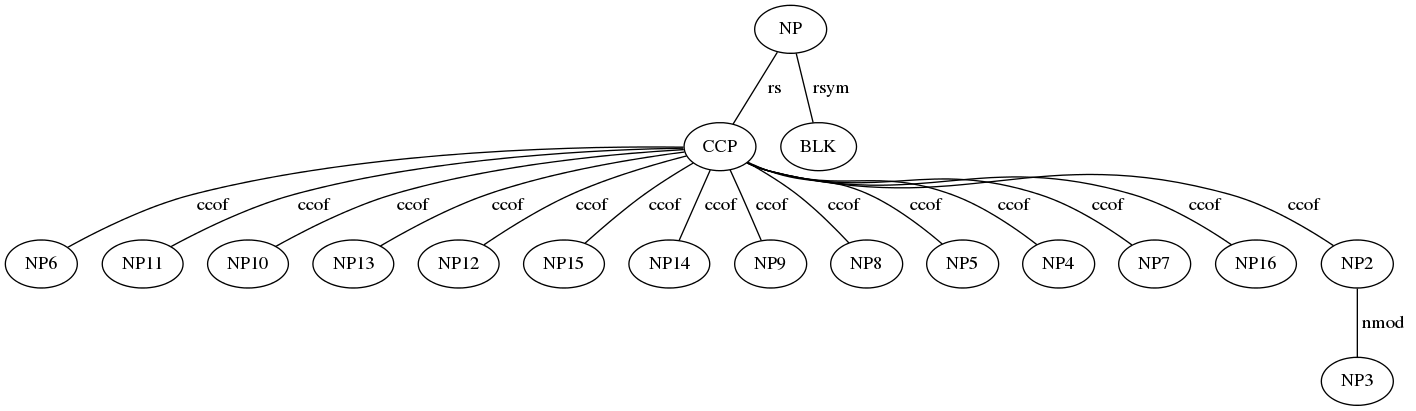 NP
rs rsym
CCP BLK
ccof ccof ccof ccof ccof ccof ccof ccof ccof ccof ccof ccof ccof ccof
NP6 NP11 NP10 NP13 NP12 NP15 NP14 NP9 NP8 NP5 NP4 NP7 NP16 NP2
nmod
NP3